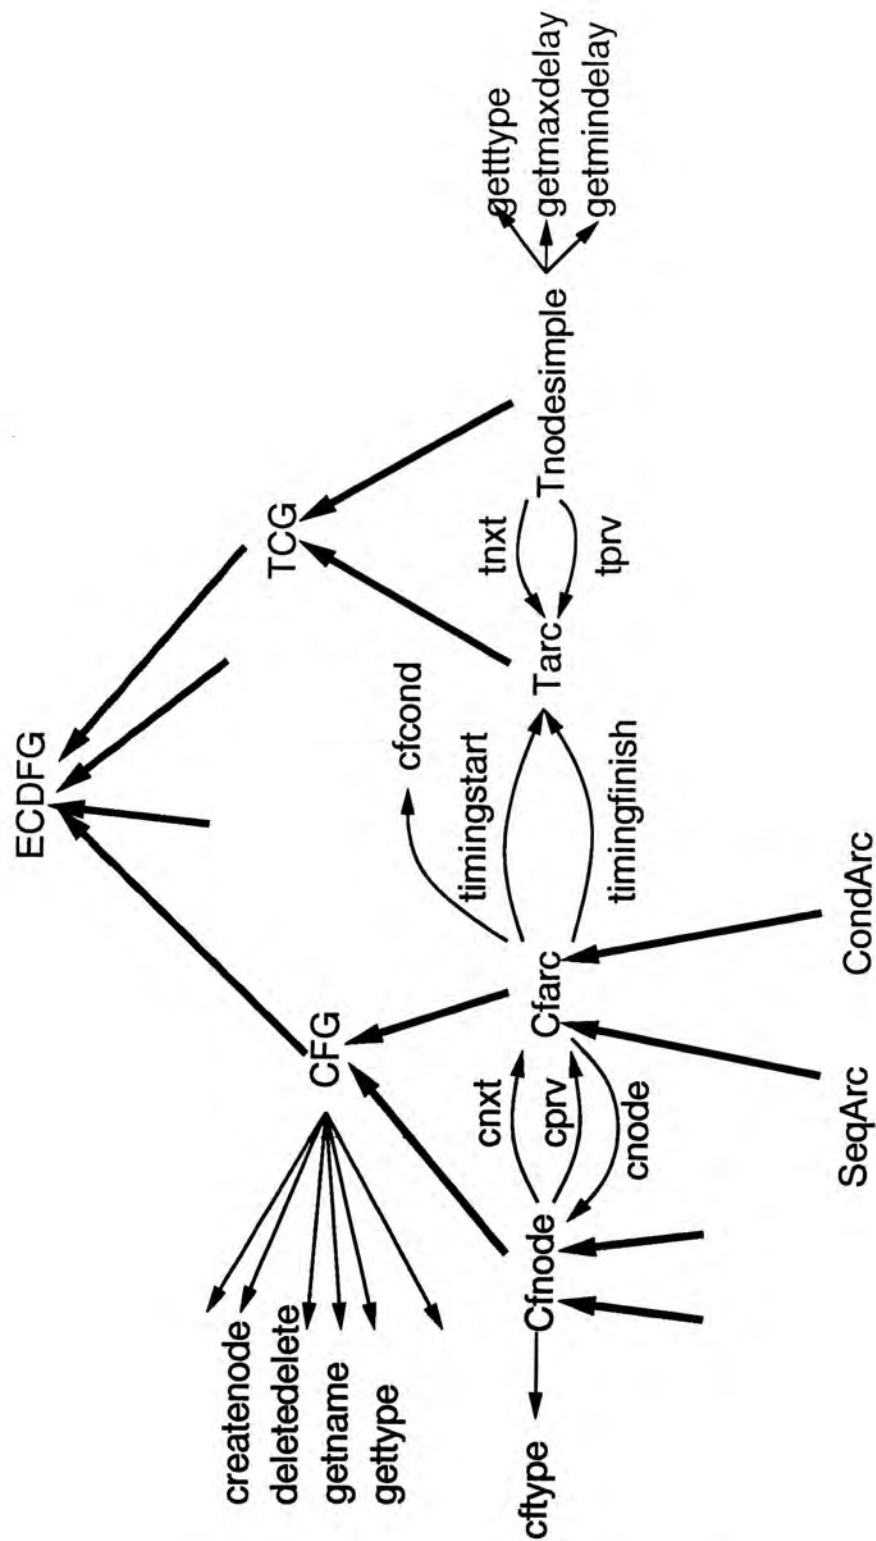 ECDFG
CFG
TCG
createnode
deletedelete
getname
gettype
cfcond
cftype
Cfnode
cnxt
cprv
cnode
Cfarc
timingstart
timingfinish
Tarc
tnxt
tprv
Tnodesimple
getttype
getmaxdelay
getmindelay
SeqArc
CondArc